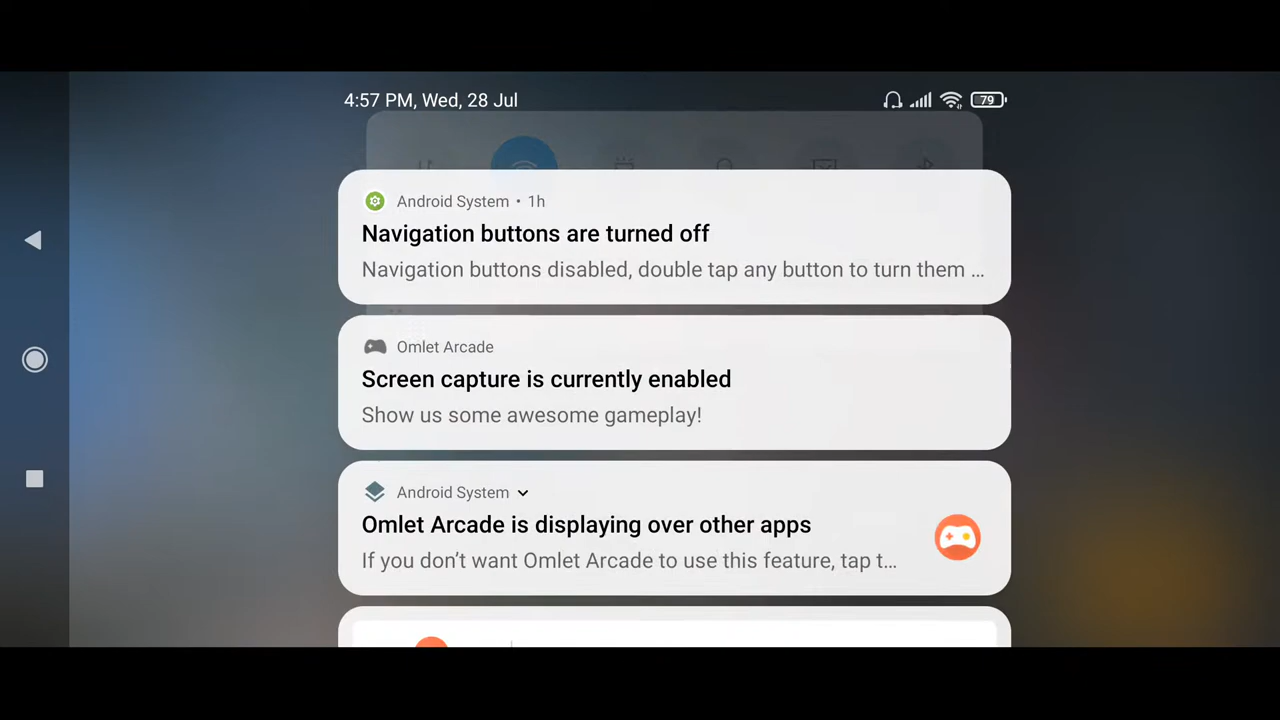 4:57 PM, Wed, 28 Jul
79
Android System • 1h
Navigation buttons are turned off
Navigation buttons disabled, double tap any button to turn them ...
Omlet Arcade
Screen capture is currently enabled
Show us some awesome gameplay!
Android System
Omlet Arcade is displaying over other apps
If you don’t want Omlet Arcade to use this feature, tap t...